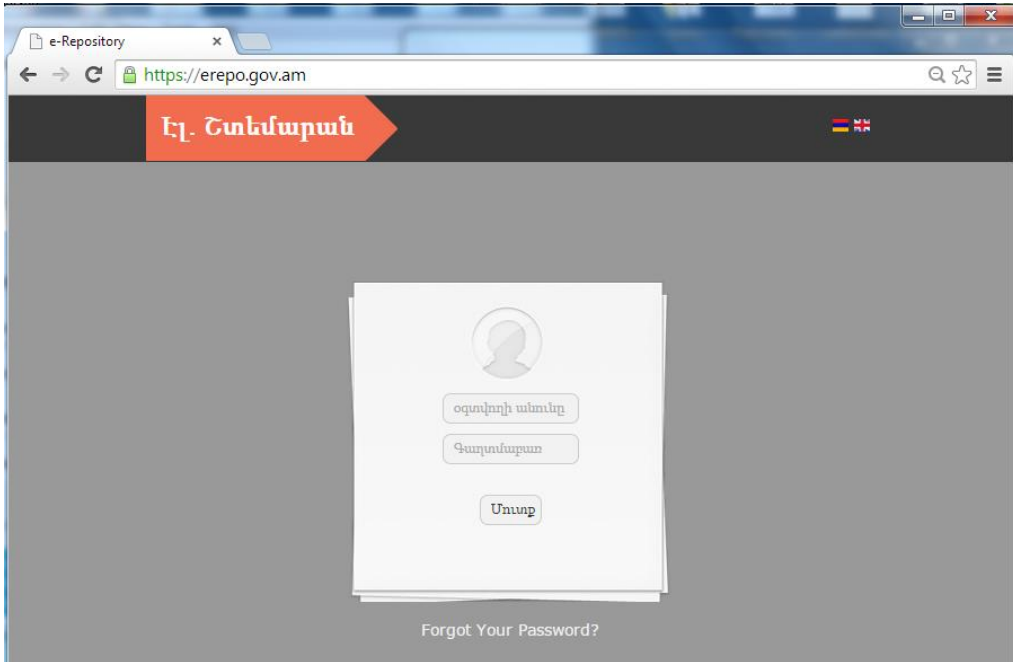 e-Repository
https://erepo.gov.am
Էլ. Շտեմարան
օգտվողի անունը
Գաղտնաբառ
Մուտք
Forgot Your Password?